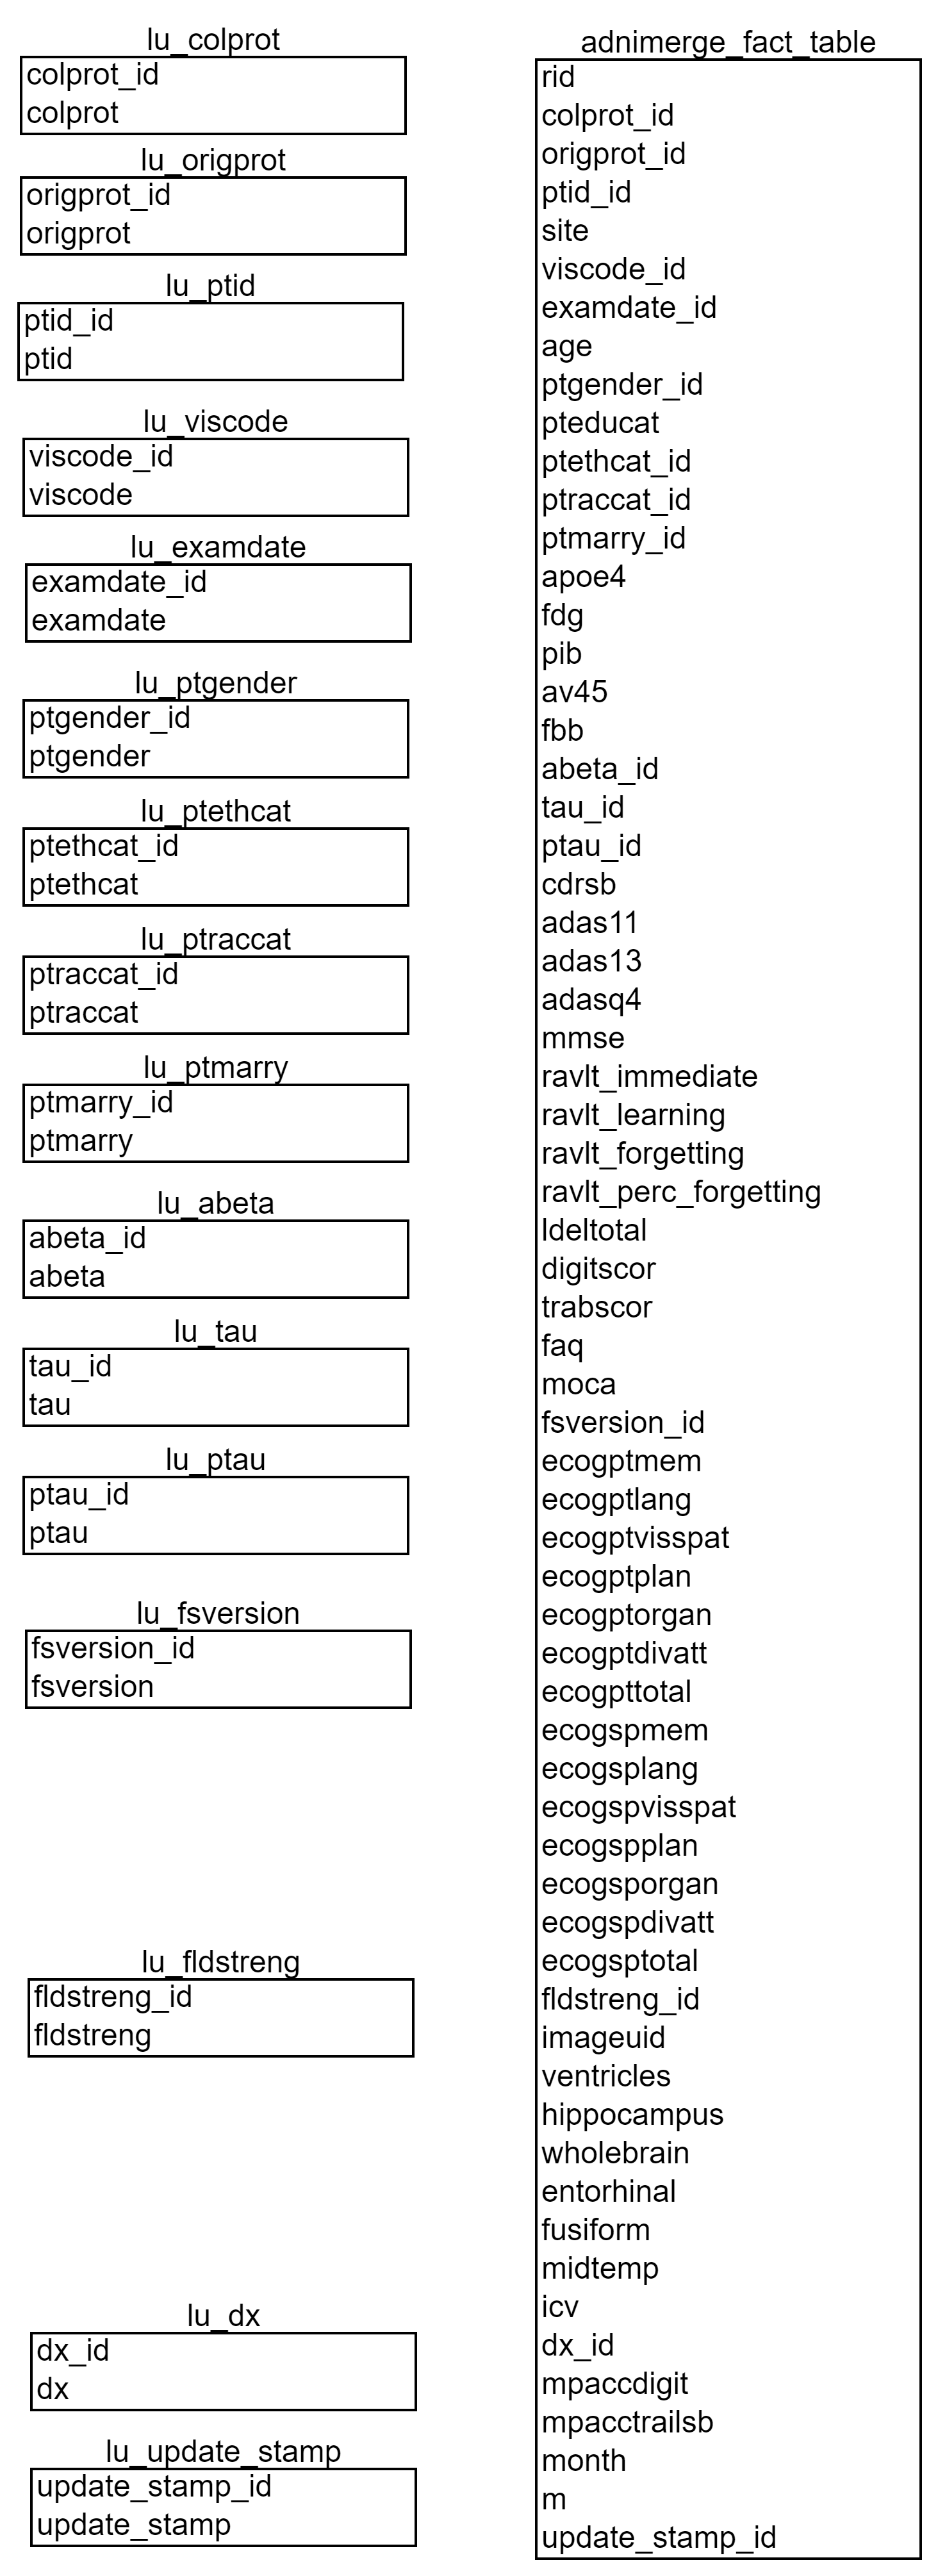 lu_colprot
colprot_id
colprot
lu_origprot
origprot_id
origprot
lu_ptid
ptid_id
ptid
lu_viscode
viscode_id
viscode
lu_examdate
examdate_id
examdate
lu_ptgender
ptgender_id
ptgender
lu_ptethcat
ptethcat_id
ptethcat
lu_ptraccat
ptraccat_id
ptraccat
lu_ptmarry
ptmarry_id
ptmarry
lu_abeta
abeta_id
abeta
lu_tau
tau_id
tau
lu_ptau
ptau_id
ptau
lu_fsversion
fsversion_id
fsversion
lu_fldstreng
fldstreng_id
fldstreng
lu_dx
dx_id
dx
lu_update_stamp
update_stamp_id
update_stamp
adnimerge_fact_table
rid
colprot_id
origprot_id
ptid_id
site
viscode_id
examdate_id
age
ptgender_id
pteducat
ptethcat_id
ptraccat_id
ptmarry_id
apoe4
fdg
pib
av45
fbb
abeta_id
tau_id
ptau_id
cdrsb
adas11
adas13
adasq4
mmse
ravlt_immediate
ravlt_learning
ravlt_forgetting
ravlt_perc_forgetting
ldeltotal
digitscor
trabscor
faq
moca
fsversion_id
ecogptmem
ecogptlang
ecogptvisspat
ecogptplan
ecogptorgan
ecogptdivatt
ecogpttotal
ecogspmem
ecogsplang
ecogspvisspat
ecogspplan
ecogsporgan
ecogspdivatt
ecogsptotal
fldstreng_id
imageuid
ventricles
hippocampus
wholebrain
entorhinal
fusiform
midtemp
icv
dx_id
mpaccdigit
mpacctrailsb
month
m
update_stamp_id